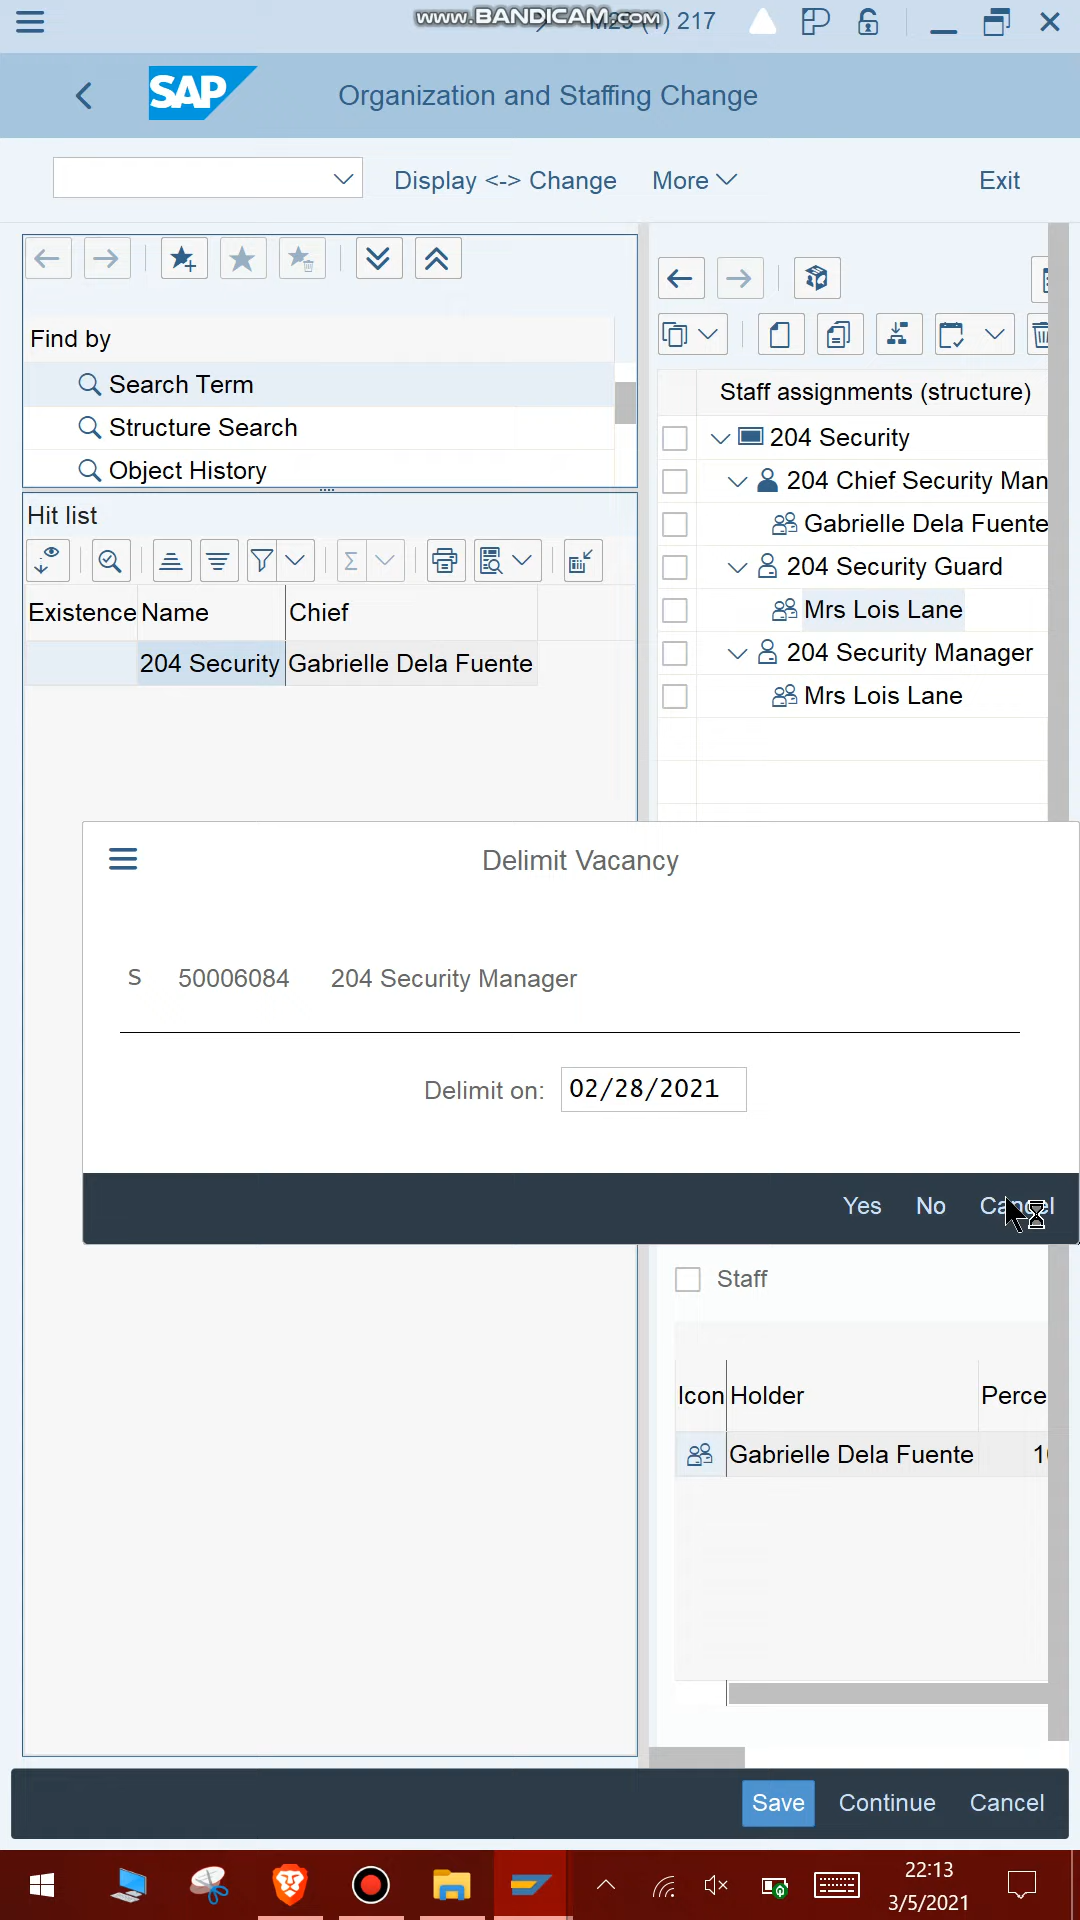 www.BANDICAM.com
(1) 217
SAP
Organization and Staffing Change
Display <-> Change
More
Exit
Find by
Search Term
Structure Search
Object History
Hit list
Existence Name Chief
204 Security Gabrielle Dela Fuente
Staff assignments (structure)
204 Security
204 Chief Security Man
Gabrielle Dela Fuente
204 Security Guard
Mrs Lois Lane
204 Security Manager
Mrs Lois Lane
Delimit Vacancy
S 50006084 204 Security Manager
Delimit on: 02/28/2021
Yes No Cancel
Staff
Icon Holder Perce
Gabrielle Dela Fuente
Save Continue Cancel
22:13
3/5/2021